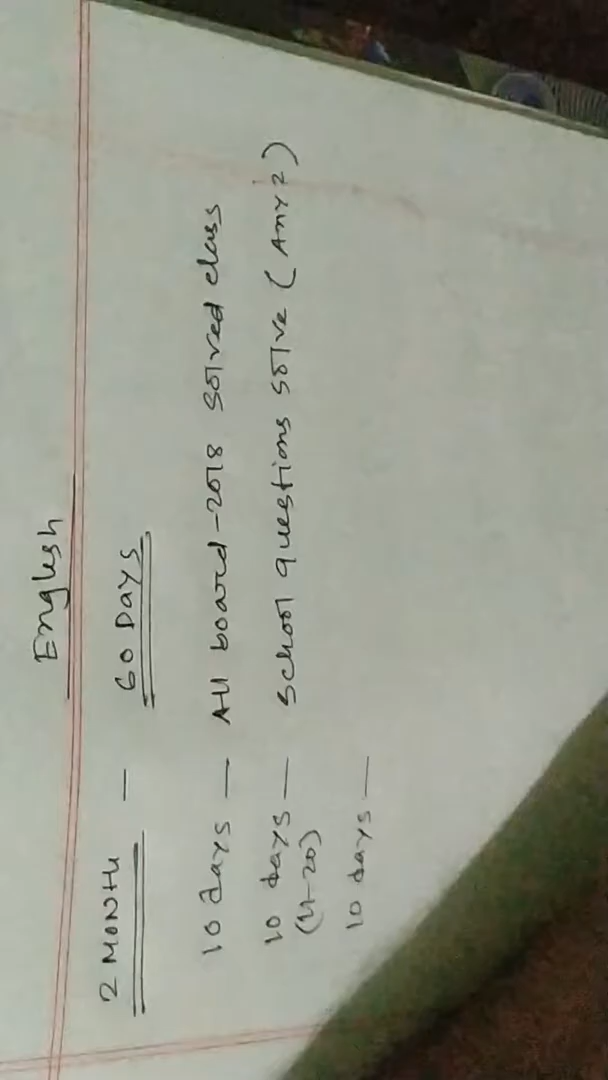 English
2 MONTH — 60 DAYS
10 days — All board-2018 solved class
10 days — School questions solve (Any 2)
(11-20)
10 days —